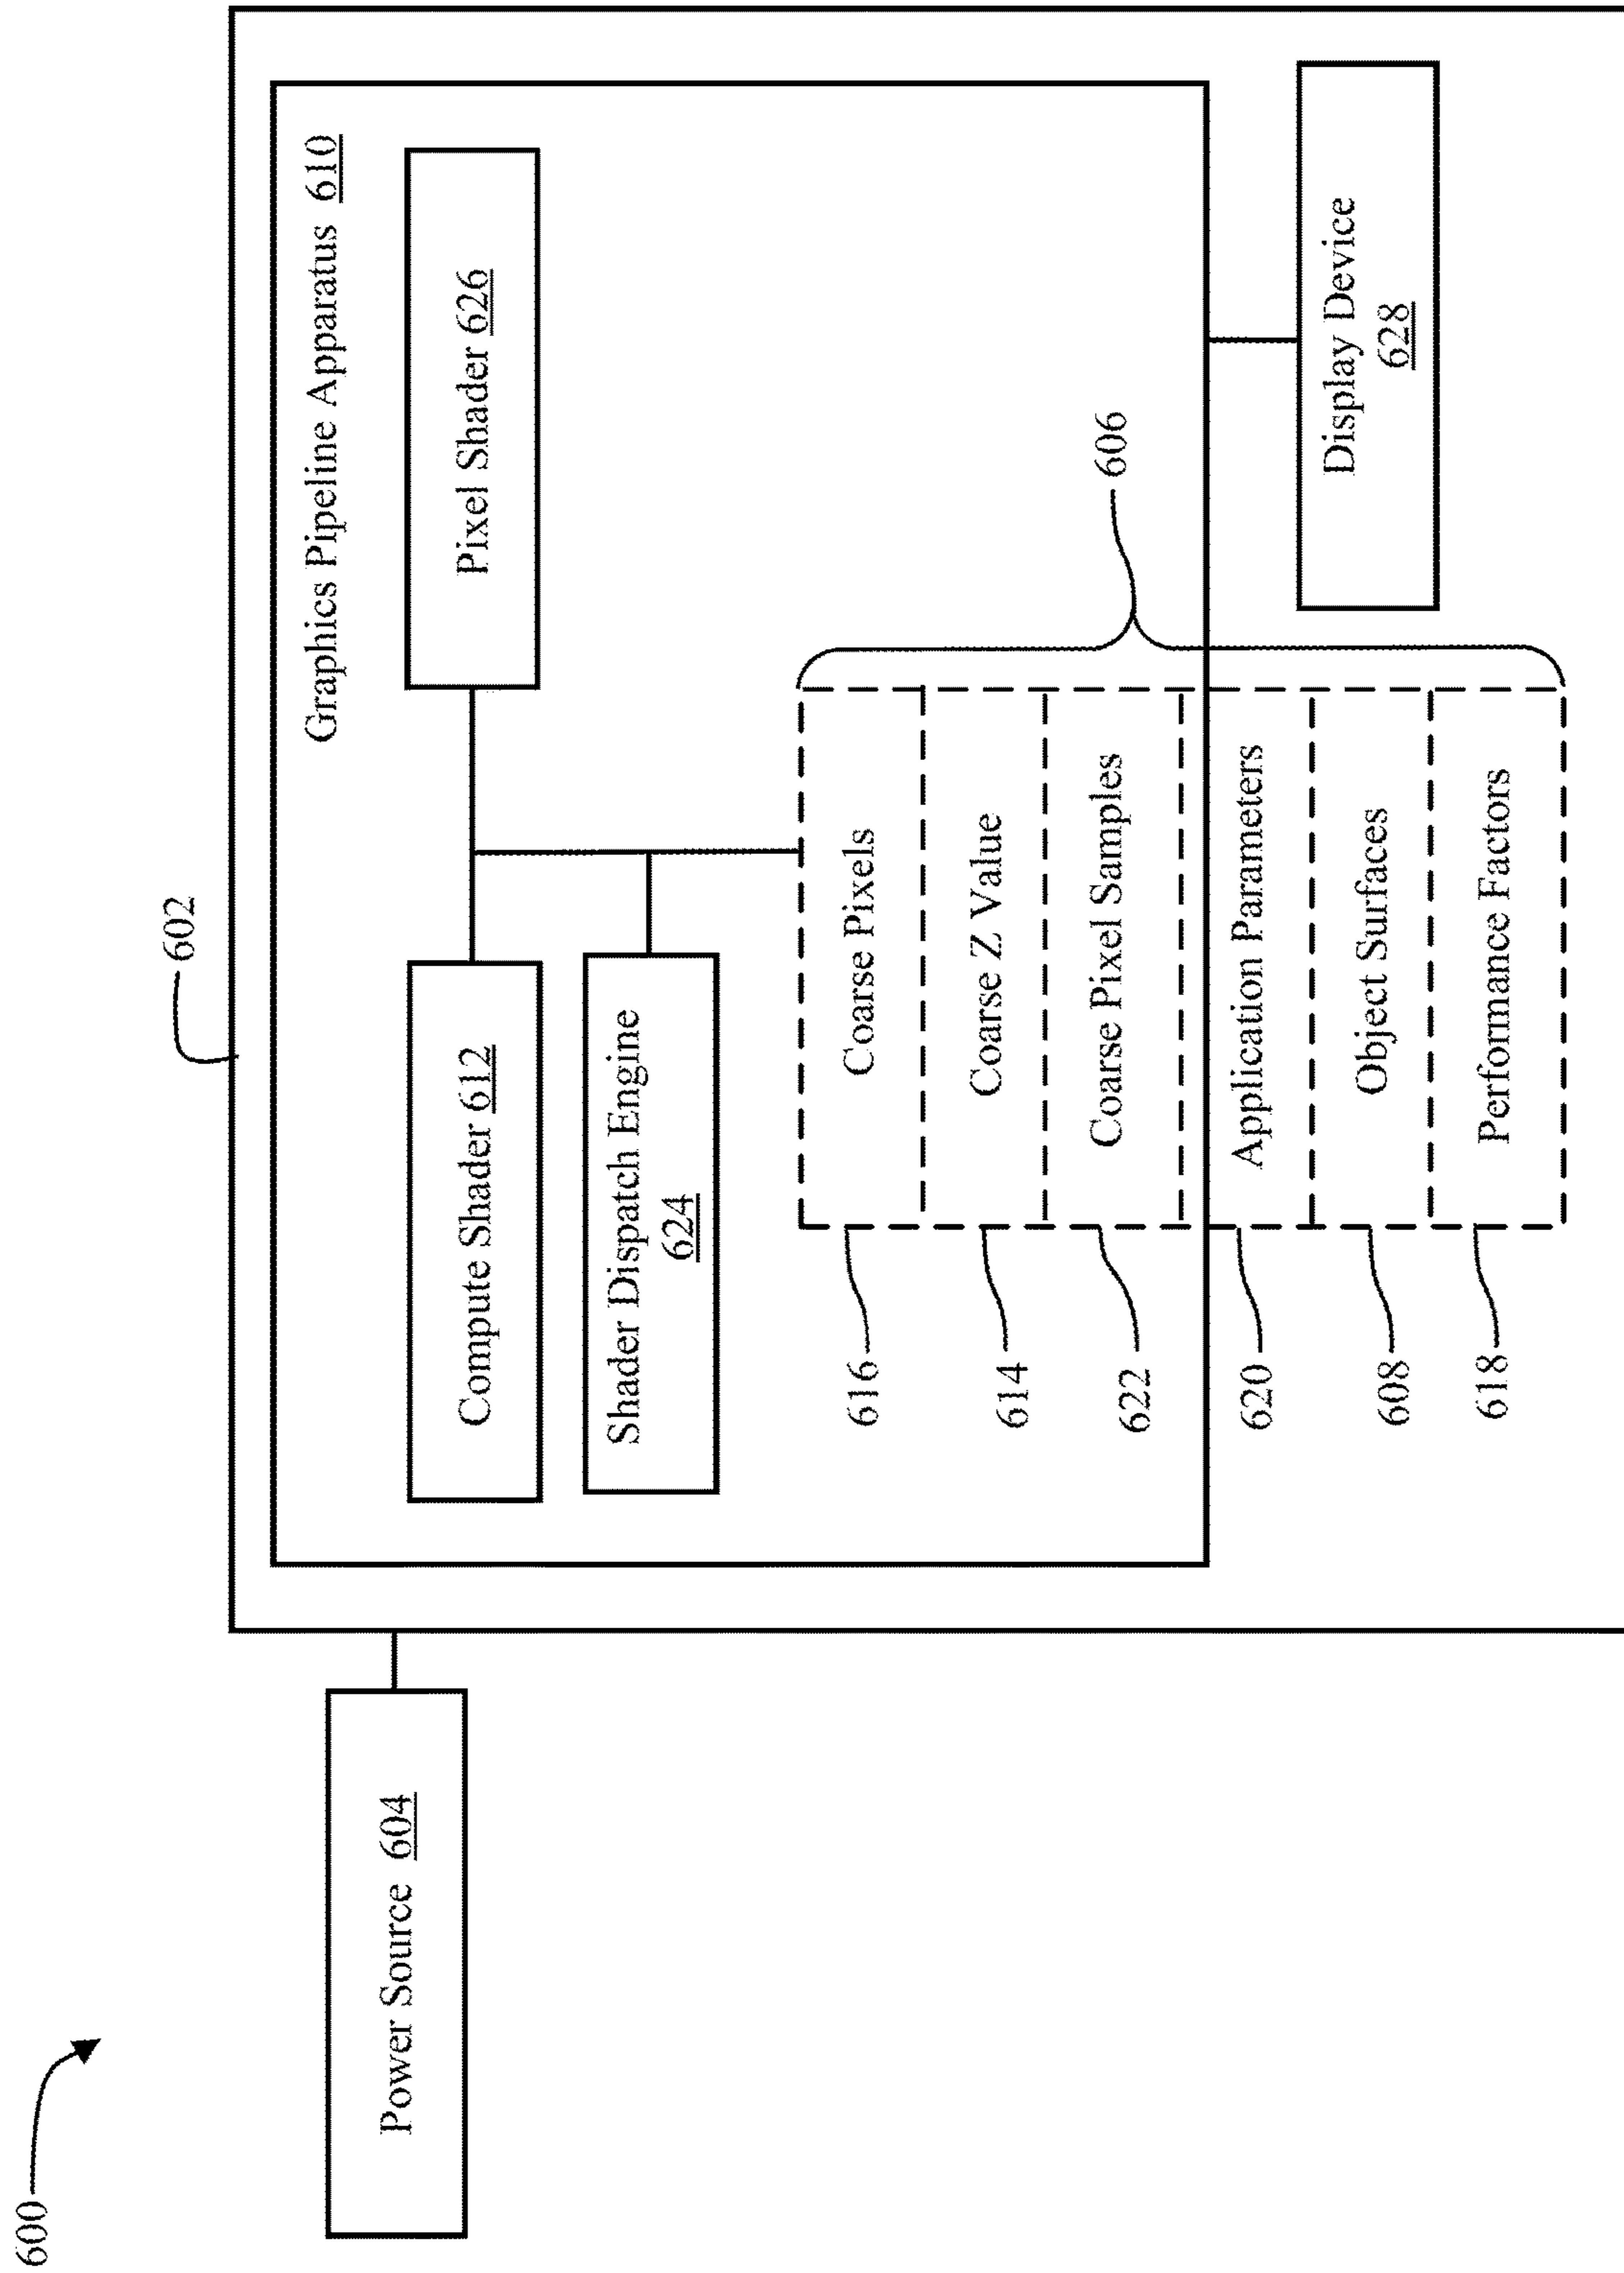 600
602
Power Source 604
Graphics Pipeline Apparatus 610
Compute Shader 612
Pixel Shader 626
Shader Dispatch Engine
624
616
Coarse Pixels
614
Coarse Z Value
622
Coarse Pixel Samples
606
620
Application Parameters
608
Object Surfaces
618
Performance Factors
Display Device
628